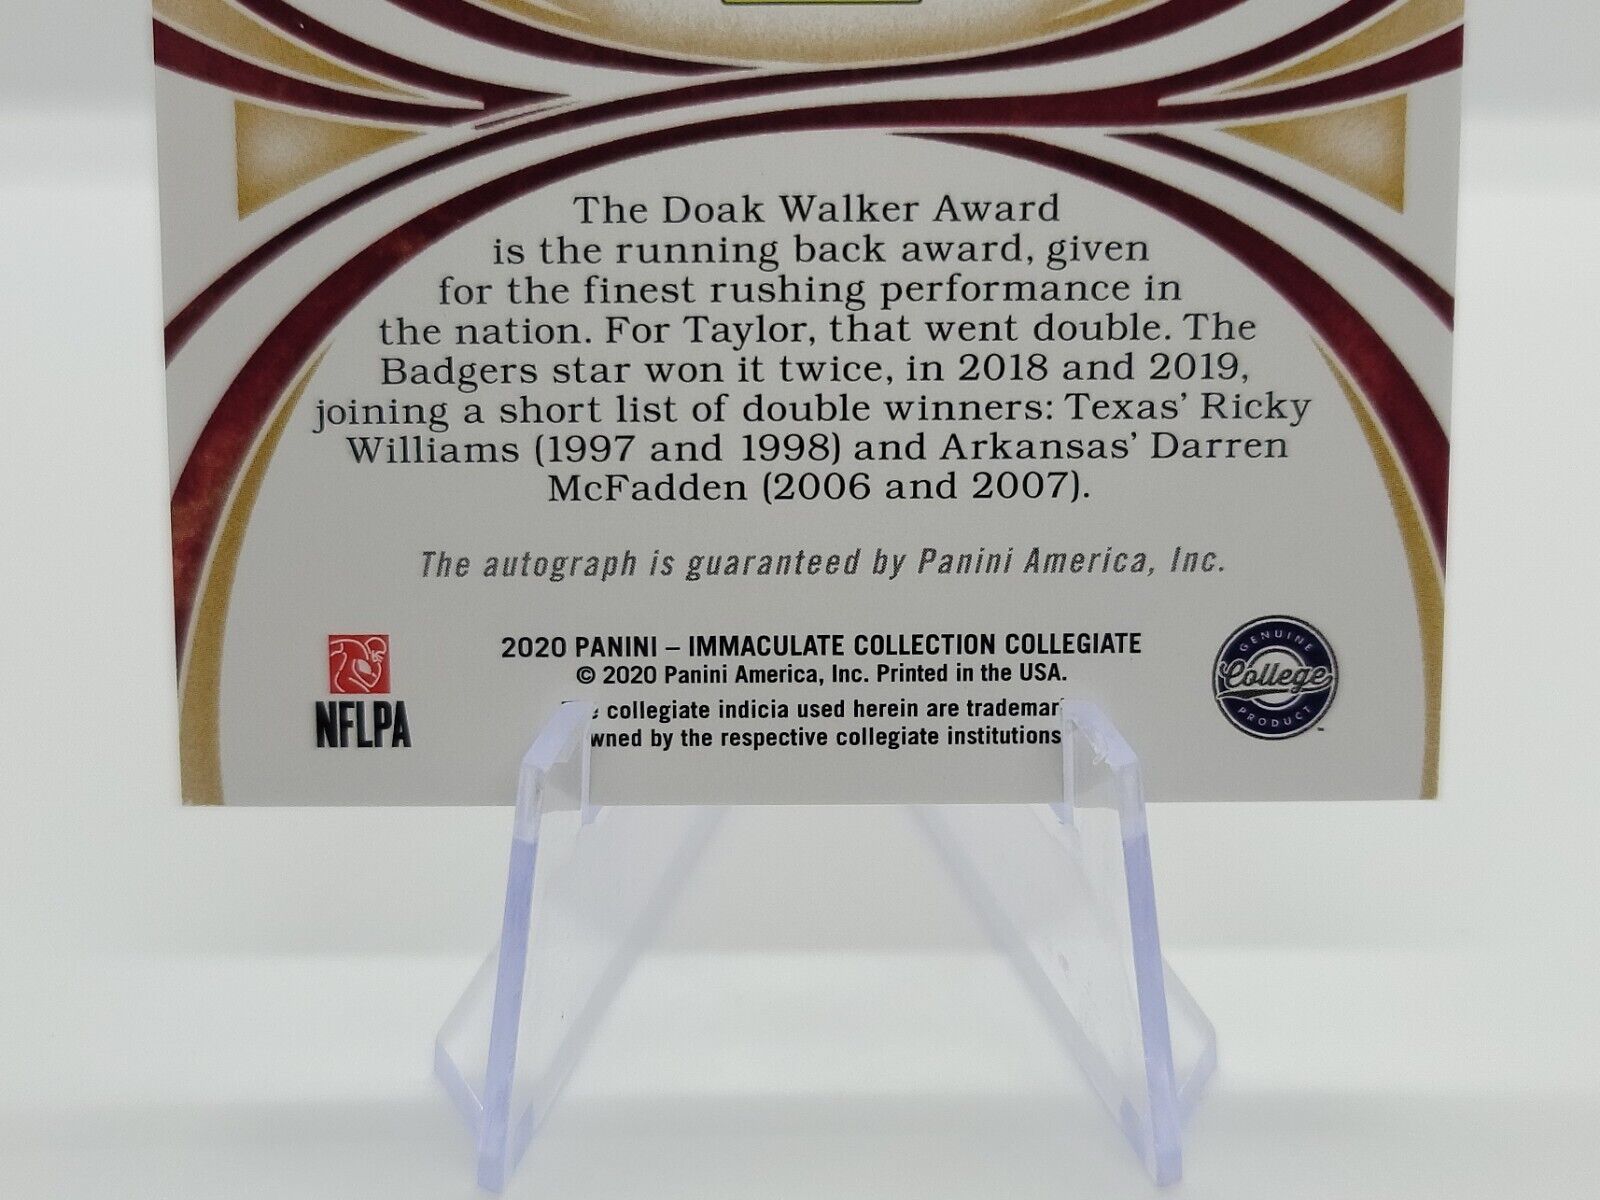 The Doak Walker Award
is the running back award, given
for the finest rushing performance in
the nation. For Taylor, that went double. The
Badgers star won it twice, in 2018 and 2019,
joining a short list of double winners: Texas' Ricky
Williams (1997 and 1998) and Arkansas' Darren
McFadden (2006 and 2007).
The autograph is guaranteed by Panini America, Inc.
2020 PANINI – IMMACULATE COLLECTION COLLEGIATE
© 2020 Panini America, Inc. Printed in the USA.
collegiate indicia used herein are
by the respective collegiate institutions
NFLPA
GENUINE
College
PRODUCT
™